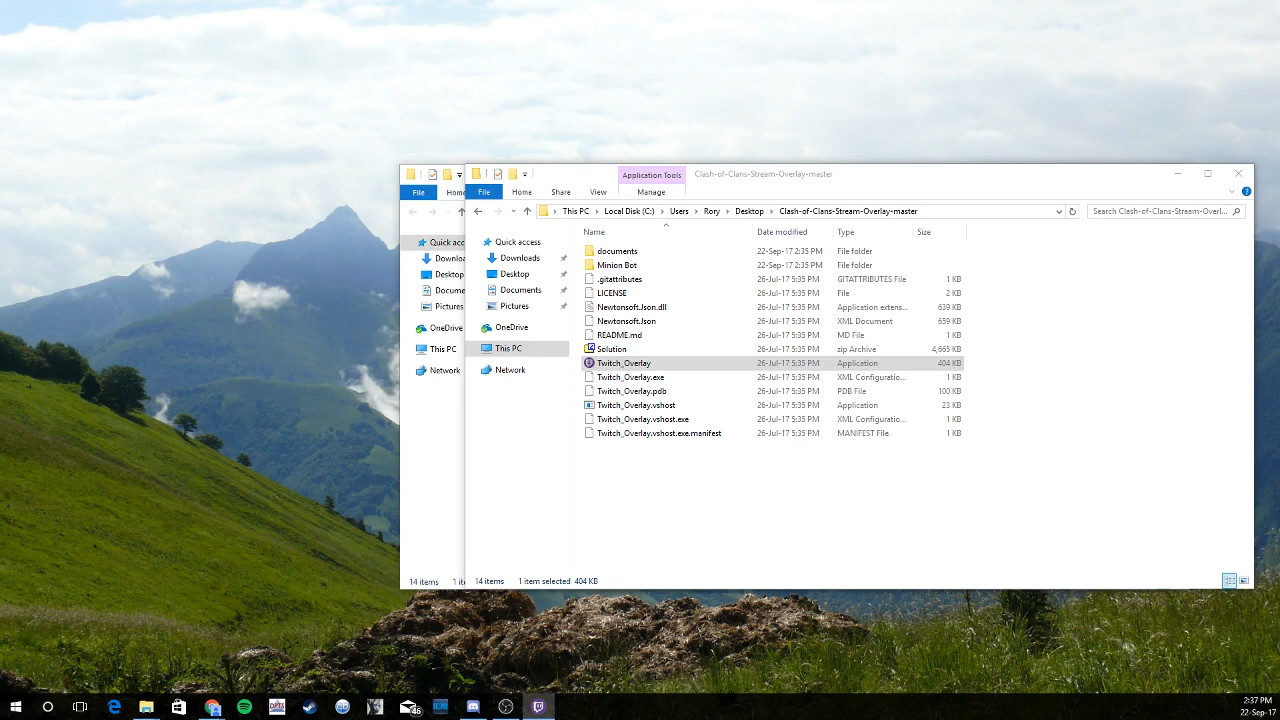 Application Tools
Clash-of-Clans-Stream-Overlay-master
File
Home
File
Home
Share
View
Manage
This PC
Local Disk (C:)
Users
Rory
Desktop
Clash-of-Clans-Stream-Overlay-master
Search Clash-of-Clans-Stream-Overl...
Quick acc
Downloa
Desktop
Docume
Pictures
OneDrive
This PC
Network
Quick access
Downloads
Desktop
Documents
Pictures
OneDrive
This PC
Network
Name Date modified Type Size
documents 22-Sep-17 2:35 PM File folder
Minion Bot 22-Sep-17 2:35 PM File folder
.gitattributes 26-Jul-17 5:35 PM GITATTRIBUTES File 1 KB
LICENSE 26-Jul-17 5:35 PM File 2 KB
Newtonsoft.Json.dll 26-Jul-17 5:35 PM Application extens... 639 KB
Newtonsoft.Json 26-Jul-17 5:35 PM XML Document 659 KB
README.md 26-Jul-17 5:35 PM MD File 1 KB
Solution 26-Jul-17 5:35 PM zip Archive 4,665 KB
Twitch_Overlay 26-Jul-17 5:35 PM Application 404 KB
Twitch_Overlay.exe 26-Jul-17 5:35 PM XML Configuratio... 1 KB
Twitch_Overlay.pdb 26-Jul-17 5:35 PM PDB File 100 KB
Twitch_Overlay.vshost 26-Jul-17 5:35 PM Application 23 KB
Twitch_Overlay.vshost.exe 26-Jul-17 5:35 PM XML Configuratio... 1 KB
Twitch_Overlay.vshost.exe.manifest 26-Jul-17 5:35 PM MANIFEST File 1 KB
14 items 1 it
14 items 1 item selected 404 KB
46
2:37 PM
22-Sep-17